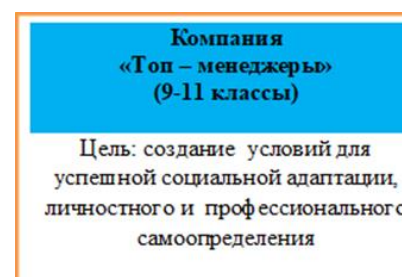 Компания
«Топ – менеджеры»
(9-11 классы)
Цель: создание условий для
успешной социальной адаптации,
личностного и профессионального
самоопределения